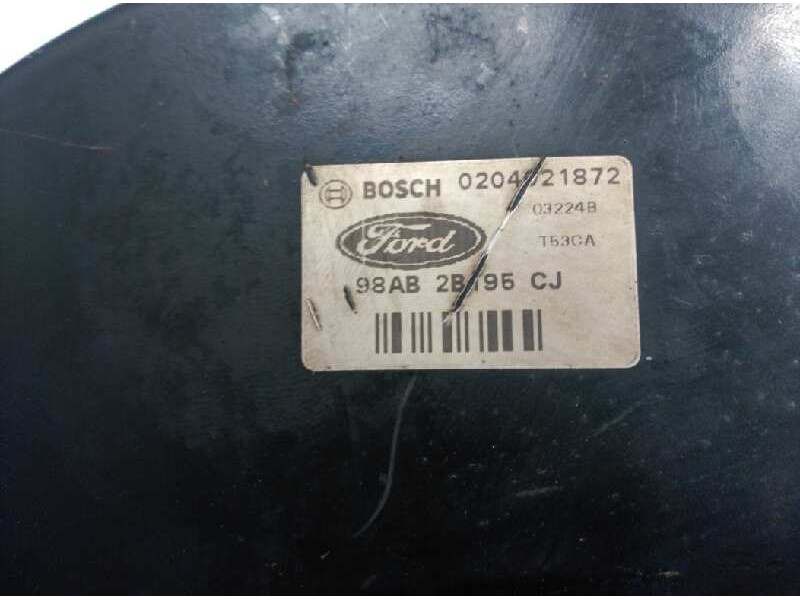 BOSCH 0204021872
03224B
Ford
T53CA
98AB 2B195 CJ